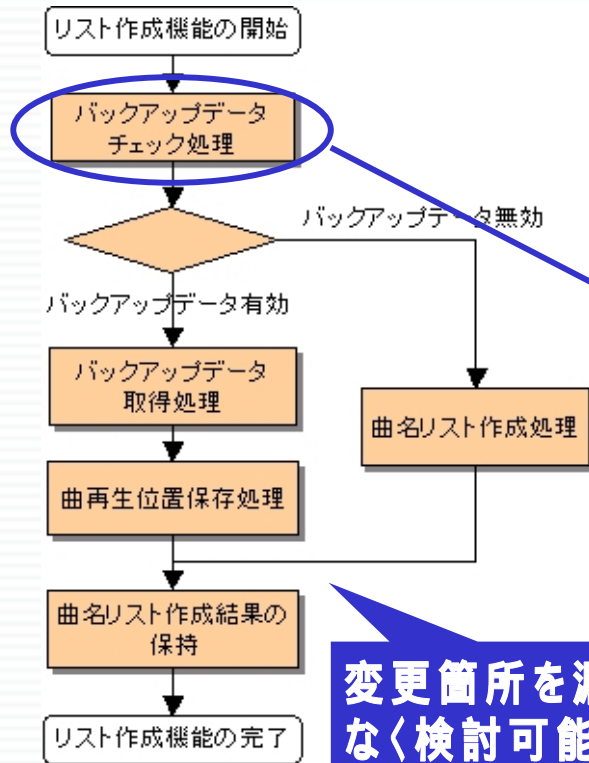 リスト作成機能の開始
バックアップデータ
チェック処理
バックアップデータ無効
バックアップデータ有効
バックアップデータ
取得処理
曲名リスト作成処理
曲再生位置保存処理
曲名リスト作成結果の
保持
変更箇所を
なく検討可能
リスト作成機能の完了